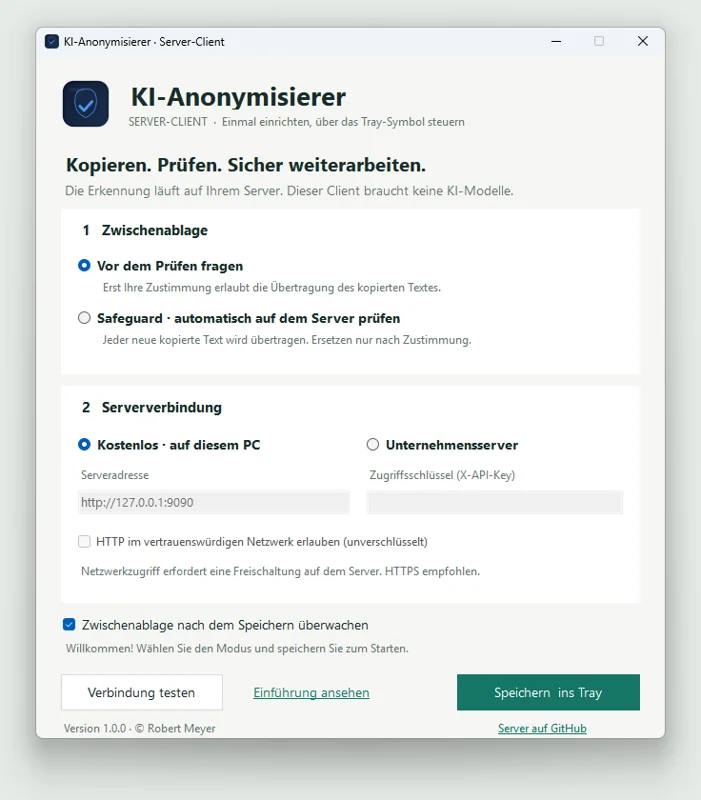 KI-Anonymisierer · Server-Client
KI-Anonymisierer
SERVER-CLIENT · Einmal einrichten, über das Tray-Symbol steuern
Kopieren. Prüfen. Sicher weiterarbeiten.
Die Erkennung läuft auf Ihrem Server. Dieser Client braucht keine KI-Modelle.
1 Zwischenablage
Vor dem Prüfen fragen
Erst Ihre Zustimmung erlaubt die Übertragung des kopierten Textes.
Safeguard · automatisch auf dem Server prüfen
Jeder neue kopierte Text wird übertragen. Ersetzen nur nach Zustimmung.
2 Serververbindung
Kostenlos · auf diesem PC
Unternehmensserver
Serveradresse
Zugriffsschlüssel (X-API-Key)
http://127.0.0.1:9090
HTTP im vertrauenswürdigen Netzwerk erlauben (unverschlüsselt)
Netzwerkzugriff erfordert eine Freischaltung auf dem Server. HTTPS empfohlen.
Zwischenablage nach dem Speichern überwachen
Willkommen! Wählen Sie den Modus und speichern Sie zum Starten.
Verbindung testen
Einführung ansehen
Speichern  ins Tray
Version 1.0.0 · © Robert Meyer
Server auf GitHub